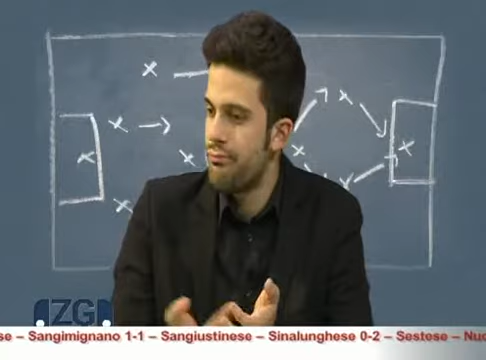 ZG
se – Sangimignano 1-1 – Sangiustinese – Sinalunghese 0-2 – Sestese – Nuo